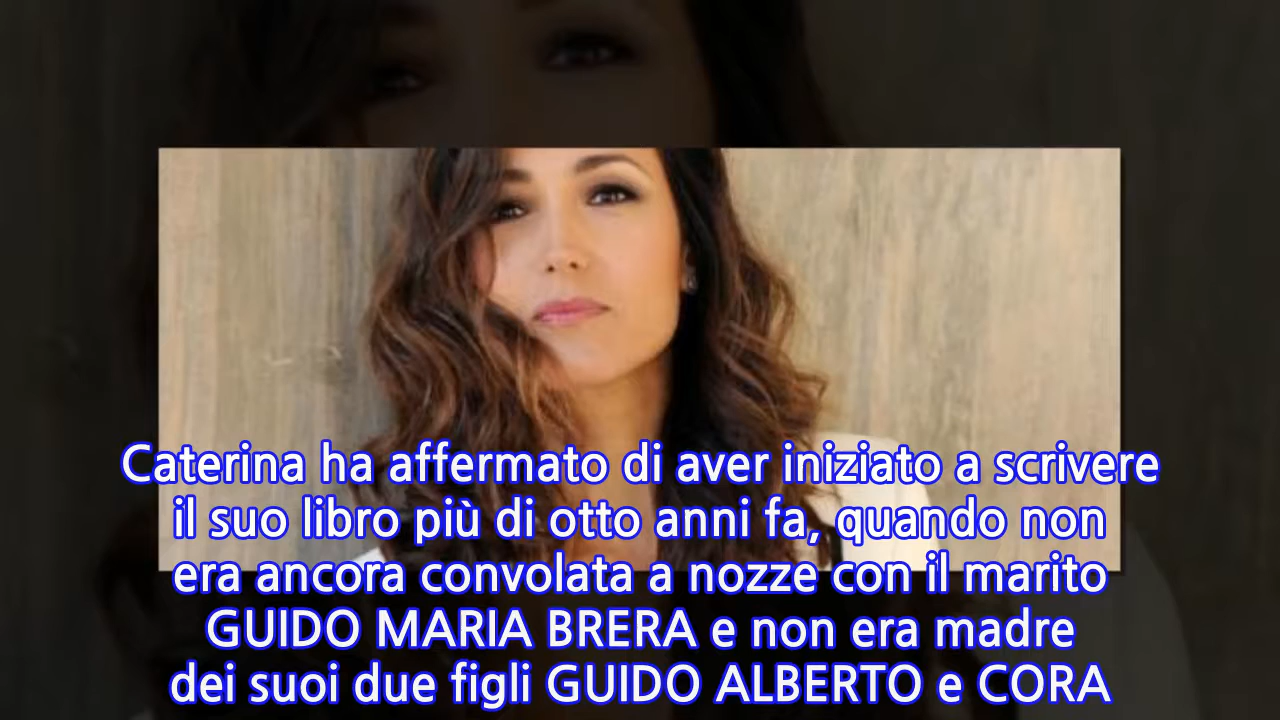 Caterina ha affermato di aver iniziato a scrivere
il suo libro più di otto anni fa, quando non
era ancora convolata a nozze con il marito
GUIDO MARIA BRERA e non era madre
dei suoi due figli GUIDO ALBERTO e CORA